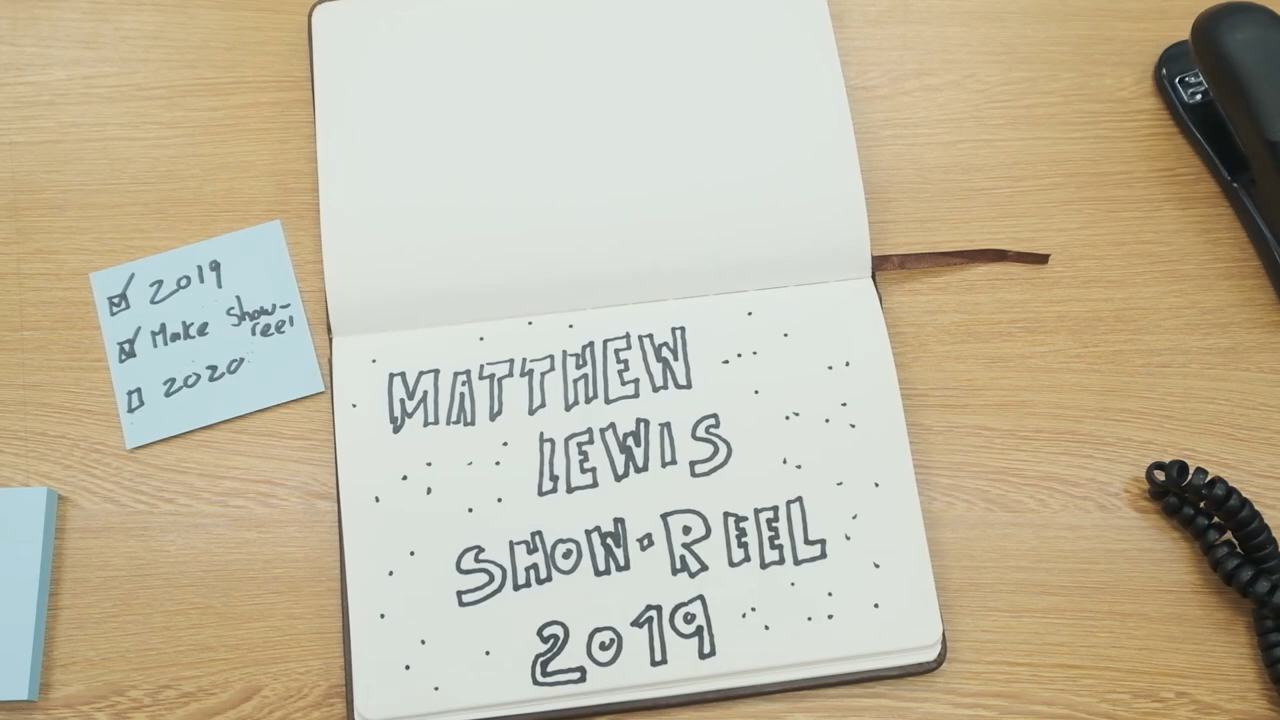 2019
Make Show-
reel
2020
MATTHEW
LEWIS
SHOW-REEL
2019